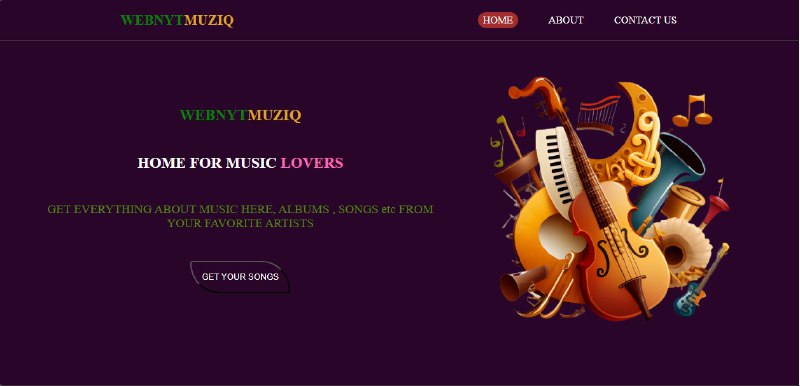 WEBNYTMUZIQ HOME ABOUT CONTACT US
WEBNYTMUZIQ
HOME FOR MUSIC LOVERS
GET EVERYTHING ABOUT MUSIC HERE, ALBUMS , SONGS etc FROM
YOUR FAVORITE ARTISTS
GET YOUR SONGS